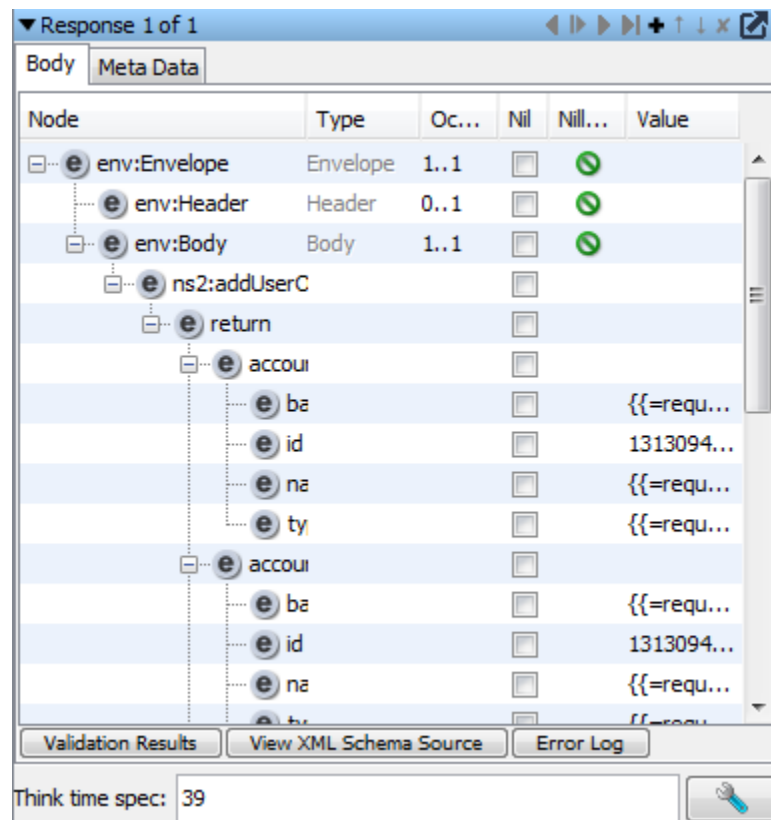 Response 1 of 1
Body Meta Data
Node Type Oc... Nil Nill... Value
e env:Envelope Envelope 1..1
e env:Header Header 0..1
e env:Body Body 1..1
e ns2:addUserC
e return
e accou
e ba {{=requ...
e id 1313094...
e na {{=requ...
e ty {{=requ...
e accou
e ba {{=requ...
e id 1313094...
e na {{=requ...
e ty {{=requ
Validation Results View XML Schema Source Error Log
Think time spec: 39